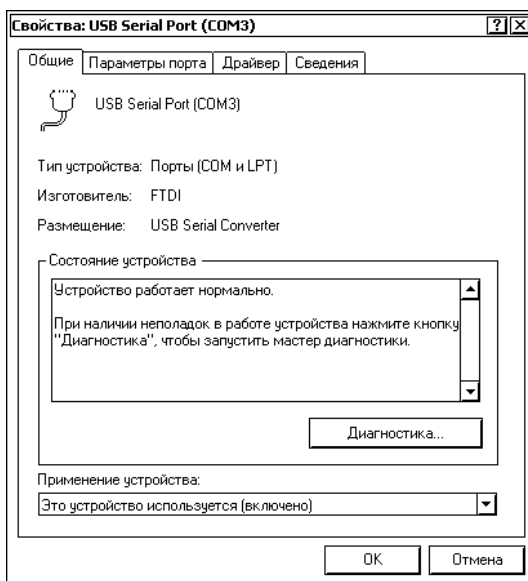 Свойства: USB Serial Port (COM3)
Общие Параметры порта Драйвер Сведения
USB Serial Port (COM3)
Тип устройства: Порты (COM и LPT)
Изготовитель: FTDI
Размещение: USB Serial Converter
Состояние устройства
Устройство работает нормально.
При наличии неполадок в работе устройства нажмите кнопку
"Диагностика", чтобы запустить мастер диагностики.
Диагностика...
Применение устройства:
Это устройство используется (включено)
OK Отмена